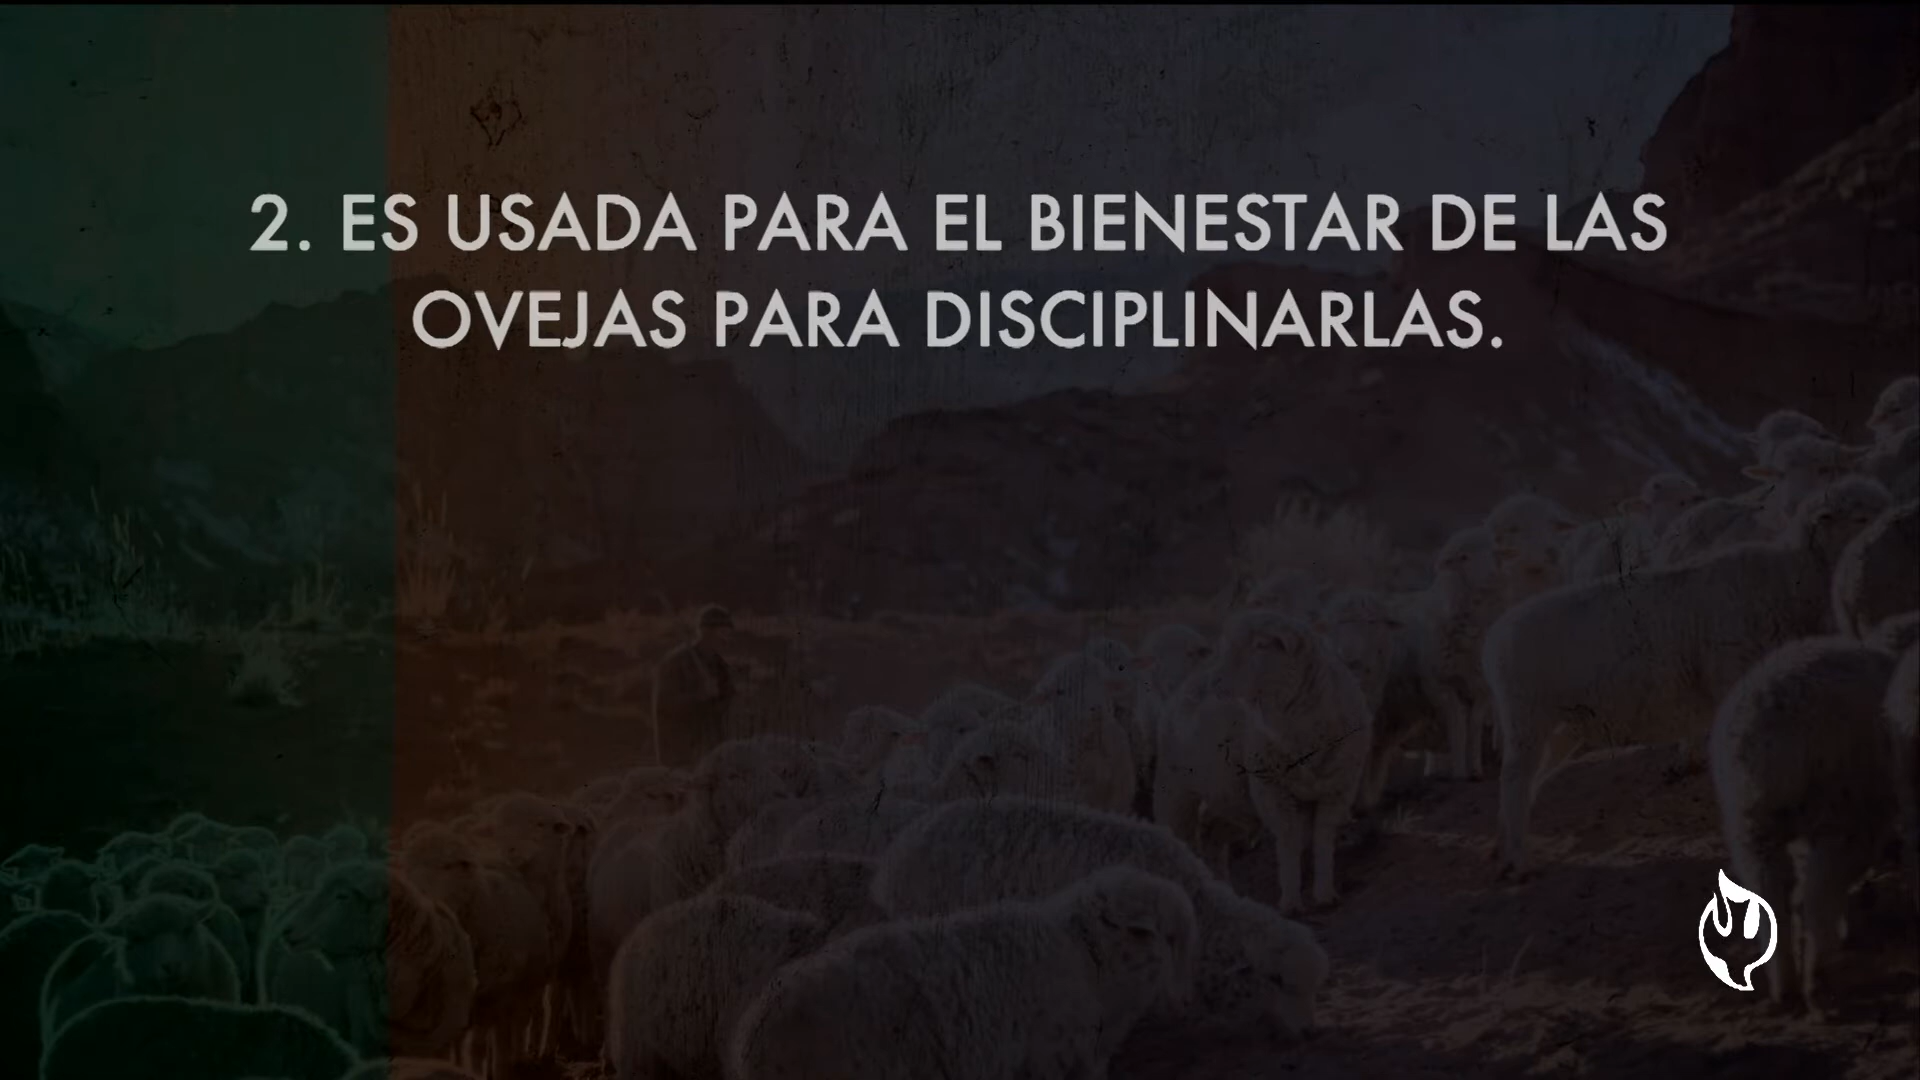 2. ES USADA PARA EL BIENESTAR DE LAS
OVEJAS PARA DISCIPLINARLAS.